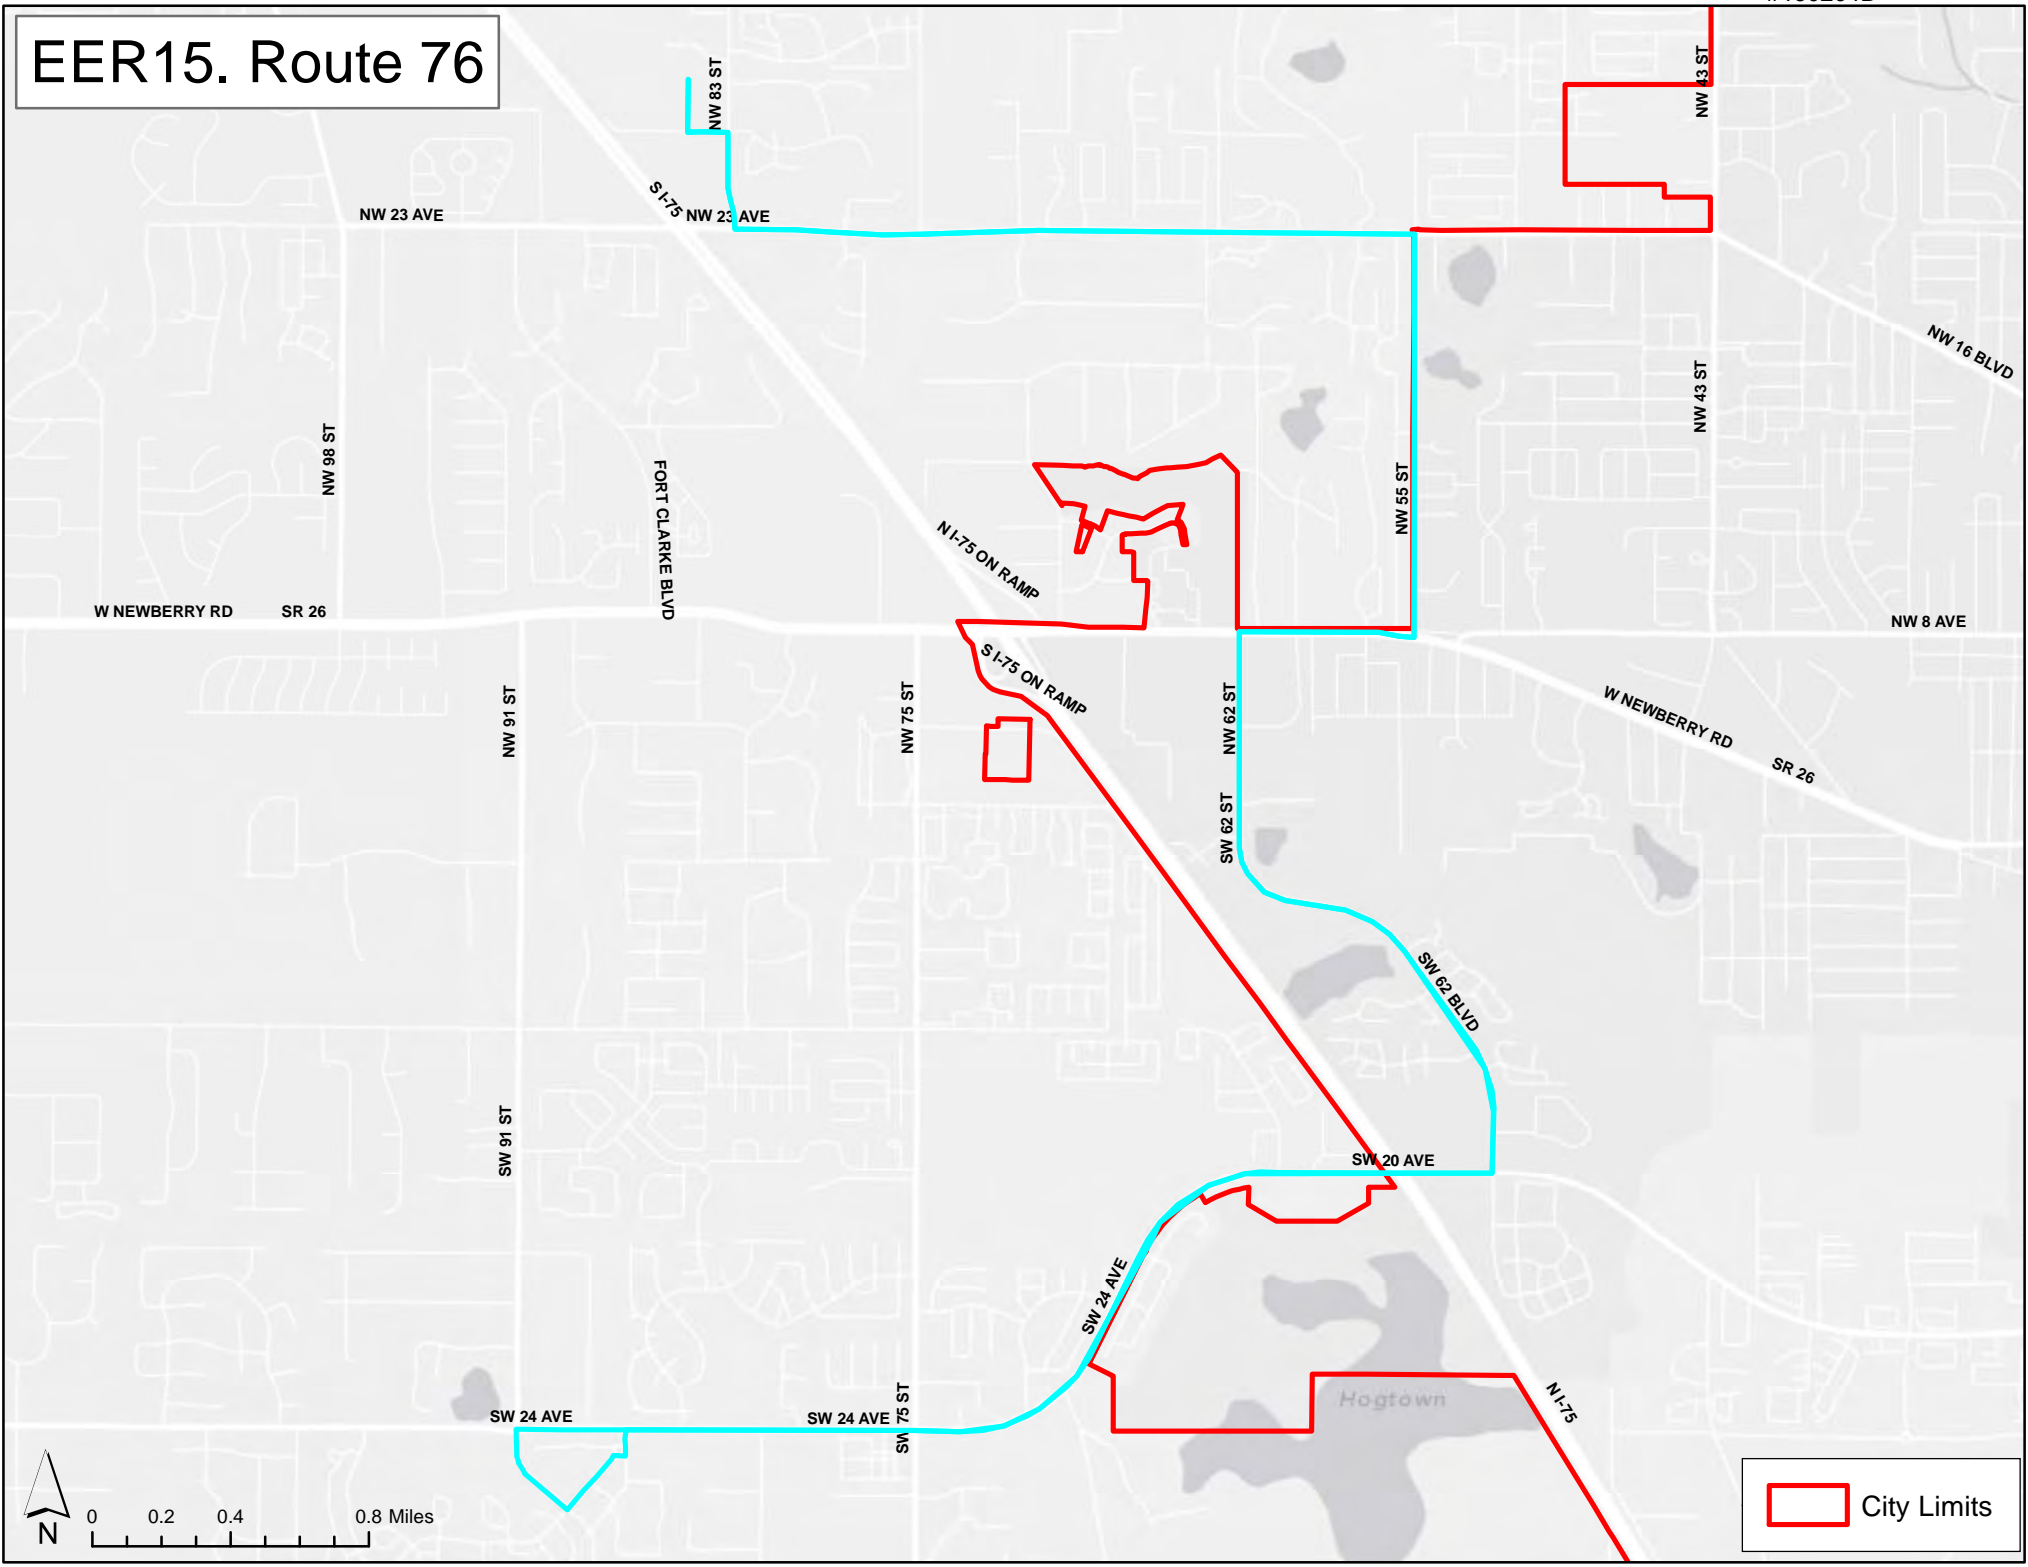 EER15. Route 76
NW 83 ST
NW 43 ST
S I-75
NW 23 AVE
NW 23 AVE
NW 16 BLVD
NW 43 ST
NW 98 ST
FORT CLARKE BLVD
NW 55 ST
N I-75 ON RAMP
W NEWBERRY RD
SR 26
NW 8 AVE
S I-75 ON RAMP
NW 91 ST
NW 75 ST
NW 62 ST
W NEWBERRY RD
SR 26
SW 62 ST
SW 62 BLVD
SW 91 ST
SW 20 AVE
SW 24 AVE
Hogtown
N I-75
SW 24 AVE
SW 24 AVE
SW 75 ST
N
0 0.2 0.4 0.8 Miles
City Limits